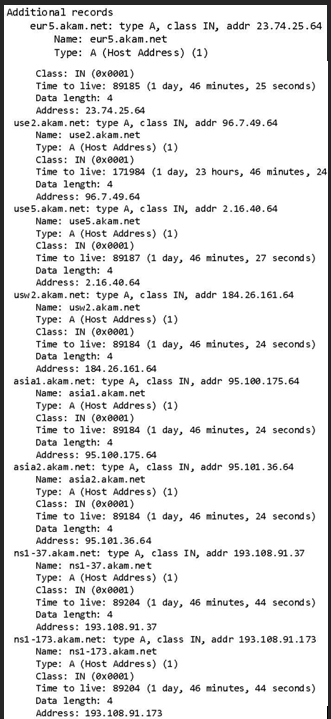 Additional records
eur5.akam.net: type A, class IN, addr 23.74.25.64
Name: eur5.akam.net
Type: A (Host Address) (1)
Class: IN (0x0001)
Time to live: 89185 (1 day, 46 minutes, 25 seconds)
Data length: 4
Address: 23.74.25.64
use2.akam.net: type A, class IN, addr 96.7.49.64
Name: use2.akam.net
Type: A (Host Address) (1)
Class: IN (0x0001)
Time to live: 171984 (1 day, 23 hours, 46 minutes, 24
Data length: 4
Address: 96.7.49.64
use5.akam.net: type A, class IN, addr 2.16.40.64
Name: use5.akam.net
Type: A (Host Address) (1)
Class: IN (0x0001)
Time to live: 89187 (1 day, 46 minutes, 27 seconds)
Data length: 4
Address: 2.16.40.64
usw2.akam.net: type A, class IN, addr 184.26.161.64
Name: usw2.akam.net
Type: A (Host Address) (1)
Class: IN (0x0001)
Time to live: 89184 (1 day, 46 minutes, 24 seconds)
Data length: 4
Address: 184.26.161.64
asia1.akam.net: type A, class IN, addr 95.100.175.64
Name: asia1.akam.net
Type: A (Host Address) (1)
Class: IN (0x0001)
Time to live: 89184 (1 day, 46 minutes, 24 seconds)
Data length: 4
Address: 95.100.175.64
asia2.akam.net: type A, class IN, addr 95.101.36.64
Name: asia2.akam.net
Type: A (Host Address) (1)
Class: IN (0x0001)
Time to live: 89184 (1 day, 46 minutes, 24 seconds)
Data length: 4
Address: 95.101.36.64
ns1-37.akam.net: type A, class IN, addr 193.108.91.37
Name: ns1-37.akam.net
Type: A (Host Address) (1)
Class: IN (0x0001)
Time to live: 89204 (1 day, 46 minutes, 44 seconds)
Data length: 4
Address: 193.108.91.37
ns1-173.akam.net: type A, class IN, addr 193.108.91.173
Name: ns1-173.akam.net
Type: A (Host Address) (1)
Class: IN (0x0001)
Time to live: 89204 (1 day, 46 minutes, 44 seconds)
Data length: 4
Address: 193.108.91.173